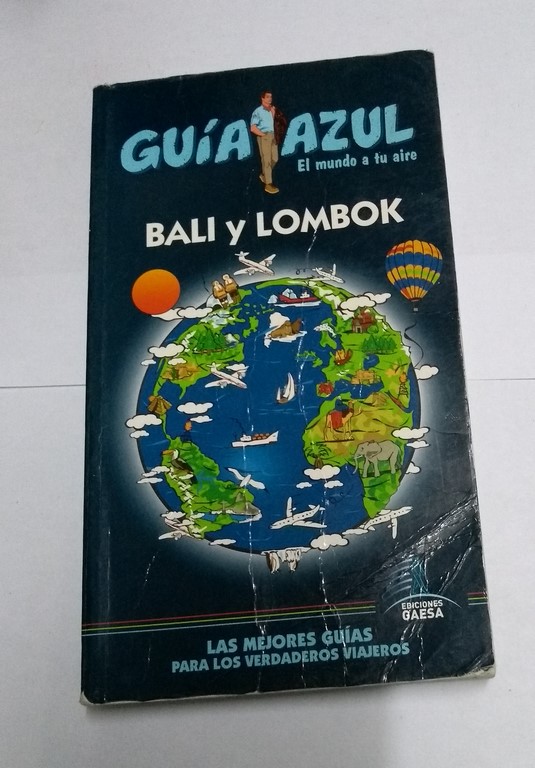 GUÍA AZUL
El mundo a tu aire
BALI y LOMBOK
EDICIONES
GAESA
LAS MEJORES GUÍAS
PARA LOS VERDADEROS VIAJEROS